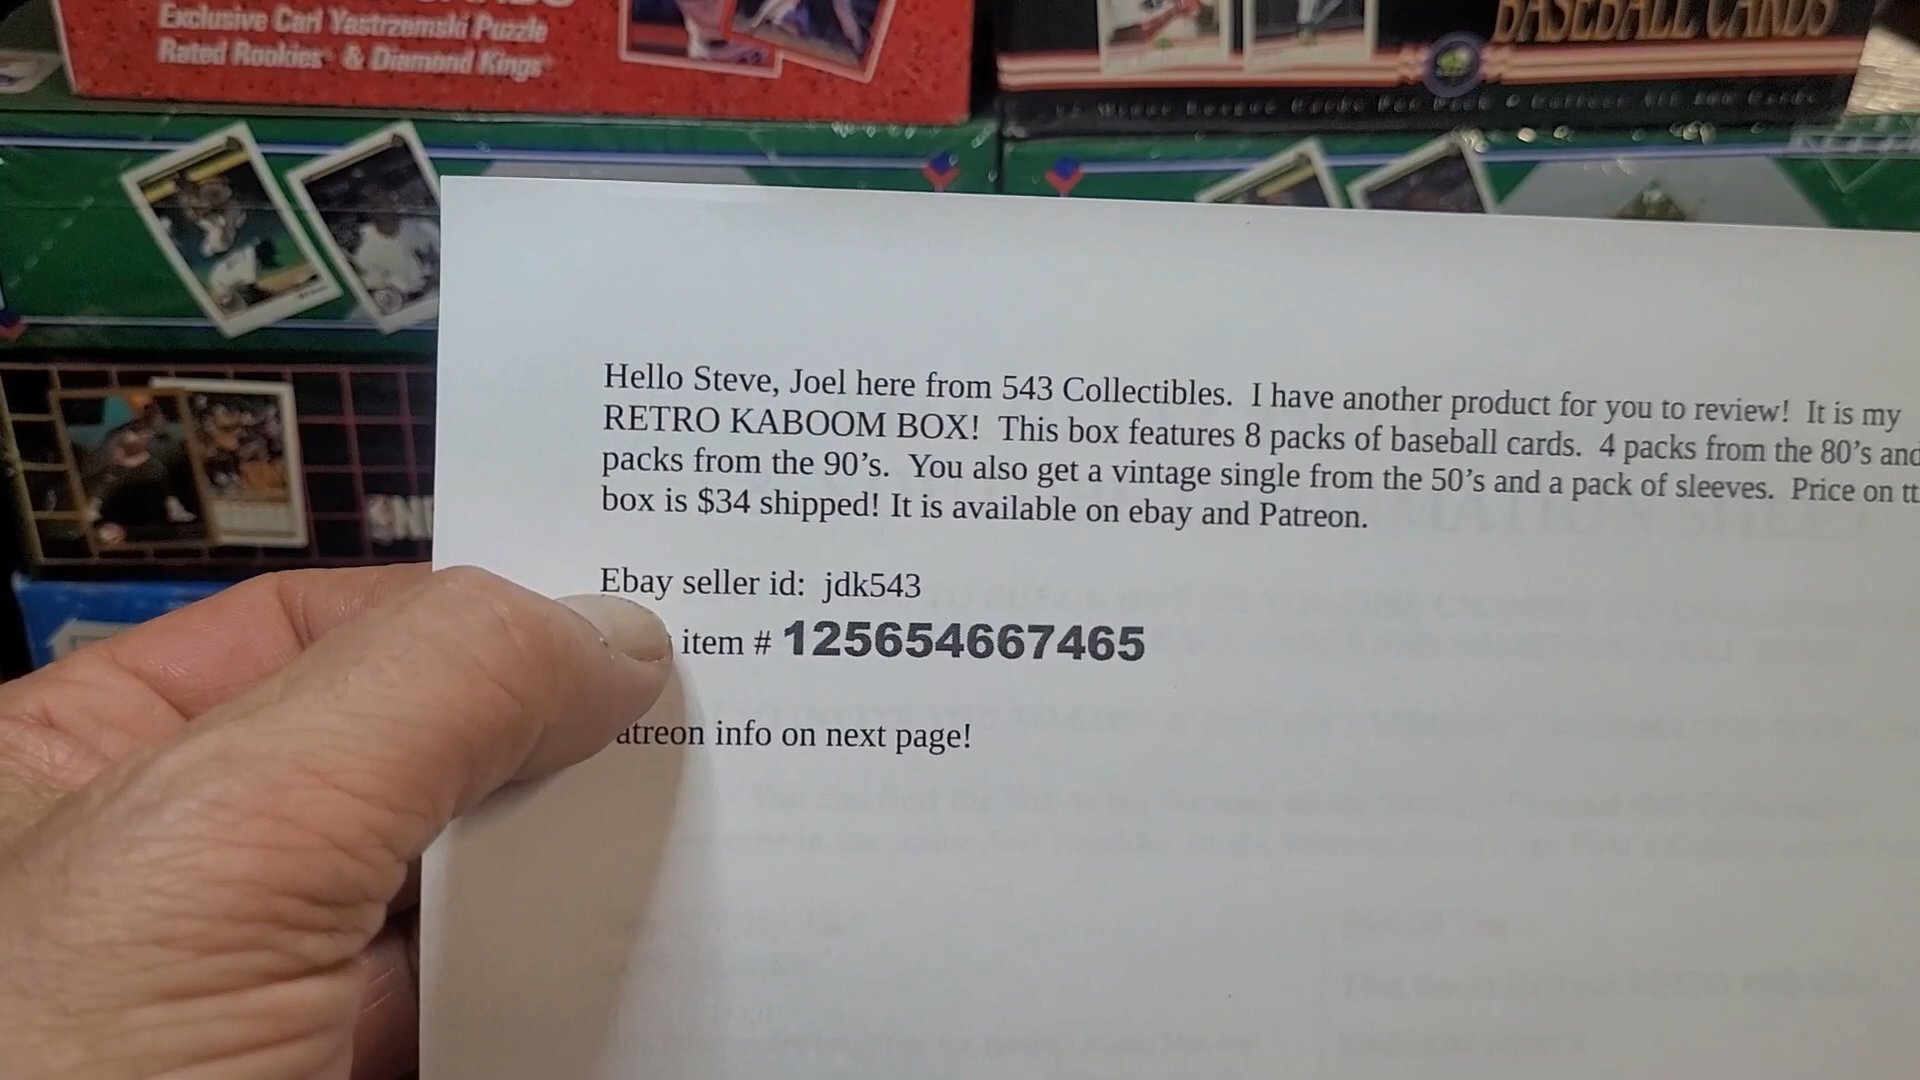 Exclusive Carl Yastrzemski Puzzle
Rated Rookies & Diamond Kings
BASEBALL CARDS
Hello Steve, Joel here from 543 Collectibles. I have another product for you to review! It is my
RETRO KABOOM BOX! This box features 8 packs of baseball cards. 4 packs from the 80's and
packs from the 90's. You also get a vintage single from the 50's and a pack of sleeves. Price on tt
box is $34 shipped! It is available on ebay and Patreon.
Ebay seller id: jdk543
item # 125654667465
atreon info on next page!